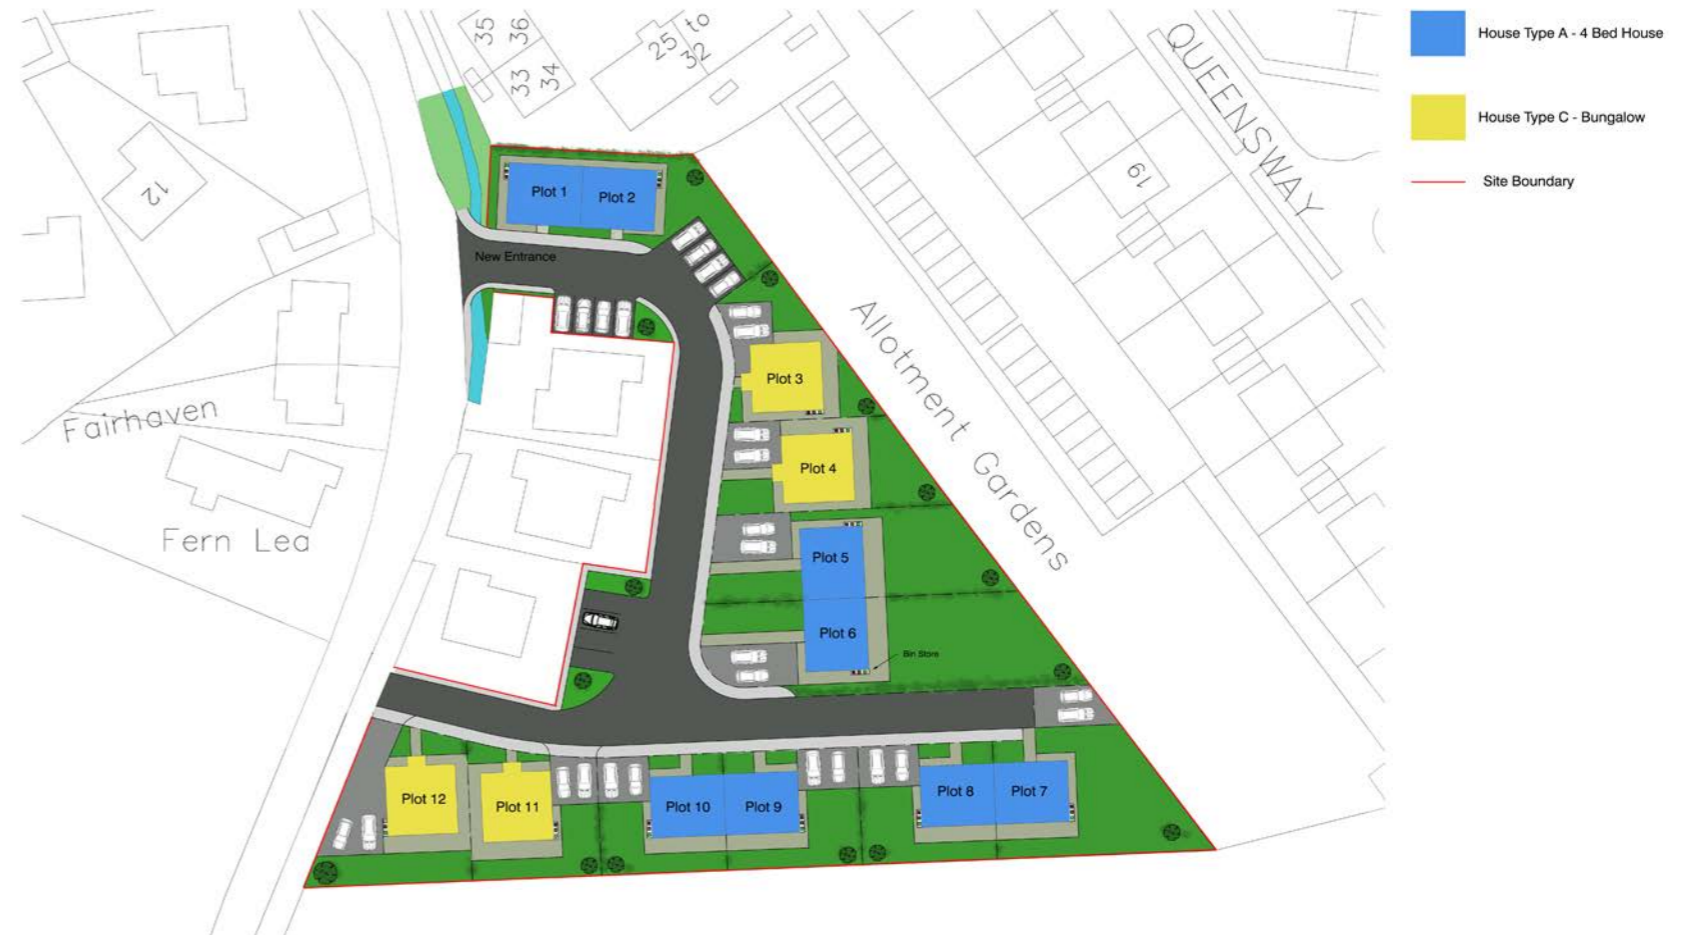 35
36
33
34
25 to
32
QUEENSWAY
19
12
House Type A - 4 Bed House
House Type C - Bungalow
Site Boundary
Plot 1
Plot 2
New Entrance
Plot 3
Allotment Gardens
Fairhaven
Plot 4
Fern Lea
Plot 5
Plot 6
Bin Store
Plot 12
Plot 11
Plot 10
Plot 9
Plot 8
Plot 7